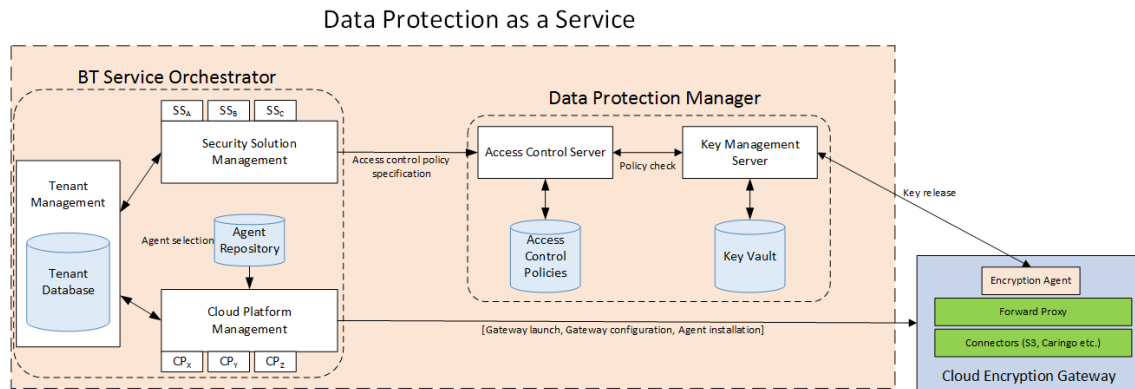 Data Protection as a Service
BT Service Orchestrator
SSA
SSB
SSC
Security Solution
Management
Tenant
Management
Tenant
Database
Agent selection
Agent
Repository
Cloud Platform
Management
CPX
CPY
CPZ
Access control policy
specification
Data Protection Manager
Access Control Server
Policy check
Key Management
Server
Access
Control
Policies
Key Vault
Key release
[Gateway launch, Gateway configuration, Agent installation]
Encryption Agent
Forward Proxy
Connectors (S3, Caringo etc.)
Cloud Encryption Gateway